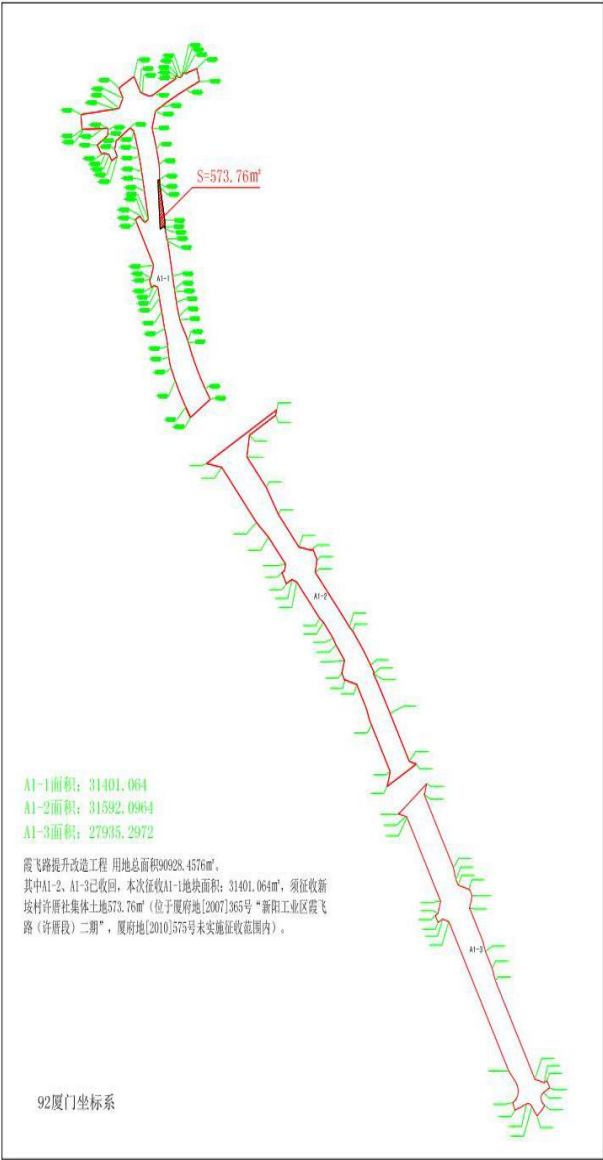 S=573.76㎡
A1-1
A1-2
A1-1面积：31401.064
A1-2面积：31592.0964
A1-3面积：27935.2972
霞飞路提升改造工程 用地总面积90928.4576㎡，
其中A1-2、A1-3已收回，本次征收A1-1地块面积：31401.064㎡，须征收新
垵村许厝社集体土地573.76㎡（位于厦府地[2007]365号“新阳工业区霞飞
路（许厝段）二期”，厦府地[2010]575号未实施征收范围内）。
A1-3
92厦门坐标系